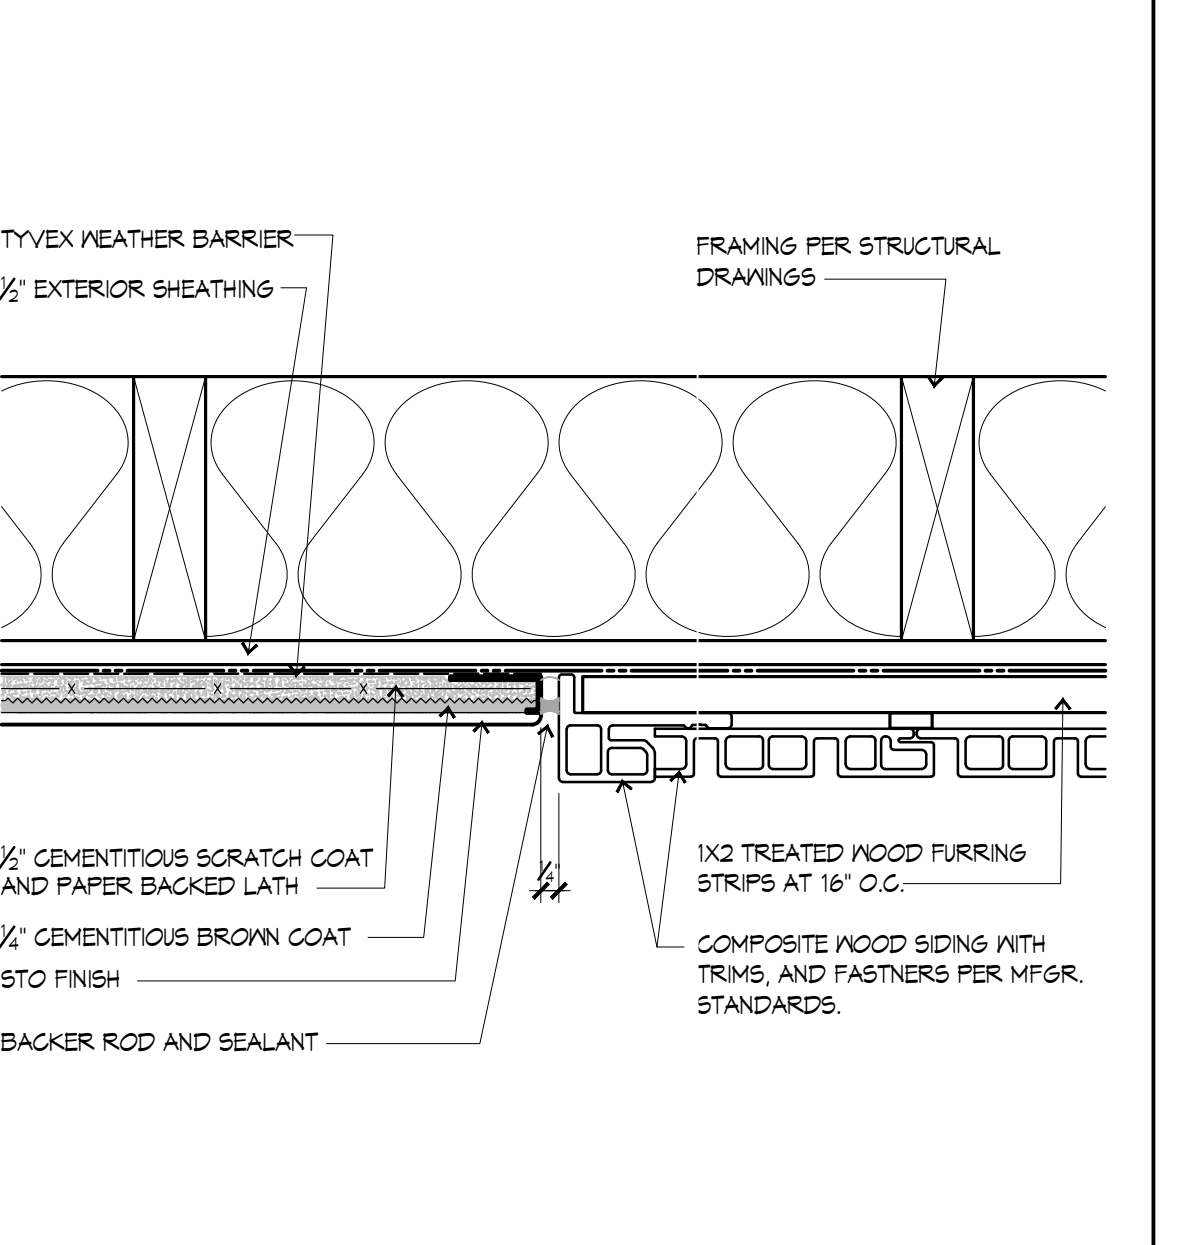 TYVEX WEATHER BARRIER
1/2" EXTERIOR SHEATHING
FRAMING PER STRUCTURAL
DRAWINGS
X X X
1/2" CEMENTITIOUS SCRATCH COAT
AND PAPER BACKED LATH
1/4" CEMENTITIOUS BROWN COAT
STO FINISH
BACKER ROD AND SEALANT
1/4"
1X2 TREATED WOOD FURRING
STRIPS AT 16" O.C.
COMPOSITE WOOD SIDING WITH
TRIMS, AND FASTNERS PER MFGR.
STANDARDS.